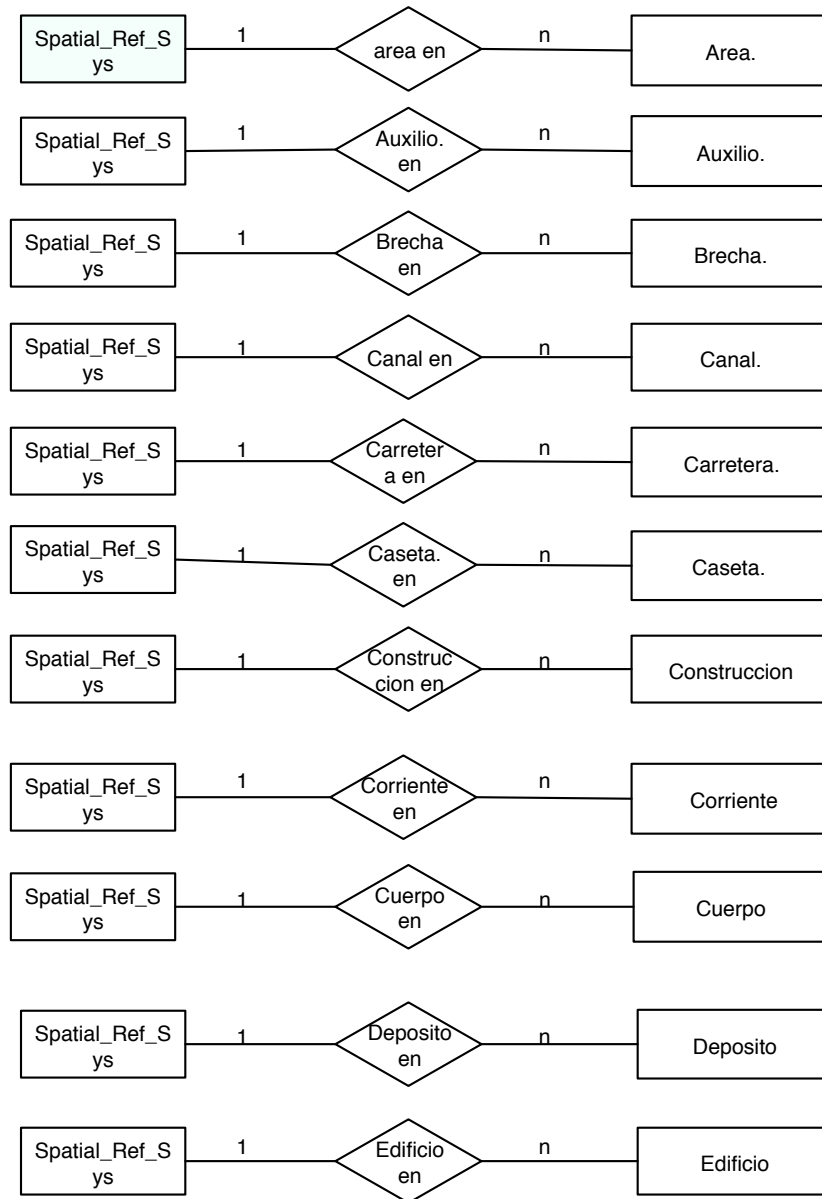 Spatial_Ref_S
ys
1
area en
n
Area.
Spatial_Ref_S
ys
1
Auxilio.
en
n
Auxilio.
Spatial_Ref_S
ys
1
Brecha
en
n
Brecha.
Spatial_Ref_S
ys
1
Canal en
n
Canal.
Spatial_Ref_S
ys
1
Carreter
a en
n
Carretera.
Spatial_Ref_S
ys
1
Caseta.
en
n
Caseta.
Spatial_Ref_S
ys
1
Construc
cion en
n
Construccion
Spatial_Ref_S
ys
1
Corriente
en
n
Corriente
Spatial_Ref_S
ys
1
Cuerpo
en
n
Cuerpo
Spatial_Ref_S
ys
1
Deposito
en
n
Deposito
Spatial_Ref_S
ys
1
Edificio
en
n
Edificio